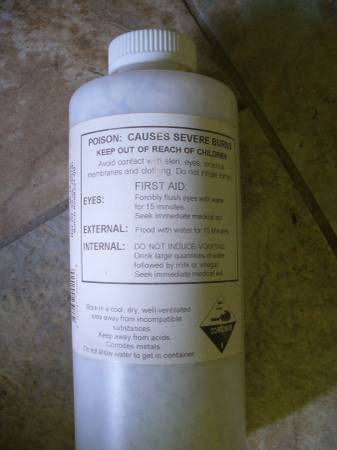 POISON: CAUSES SEVERE BURNS
KEEP OUT OF REACH OF CHILDREN
Avoid contact with skin, eyes, mucous
membranes and clothing. Do not inhale fumes.
FIRST AID:
EYES: Forcibly flush eyes with water
for 15 minutes.
Seek immediate medical aid.
EXTERNAL: Flood with water for 15 Minutes
INTERNAL: DO NOT INDUCE VOMITING
Drink large quantities of water
followed by milk or vinegar.
Seek immediate medical aid.
Store in a cool, dry, well-ventilated
area away from incompatible
substances.
Keep away from acids.
Corrodes metals.
Do not allow water to get in container.
CORROSIVE